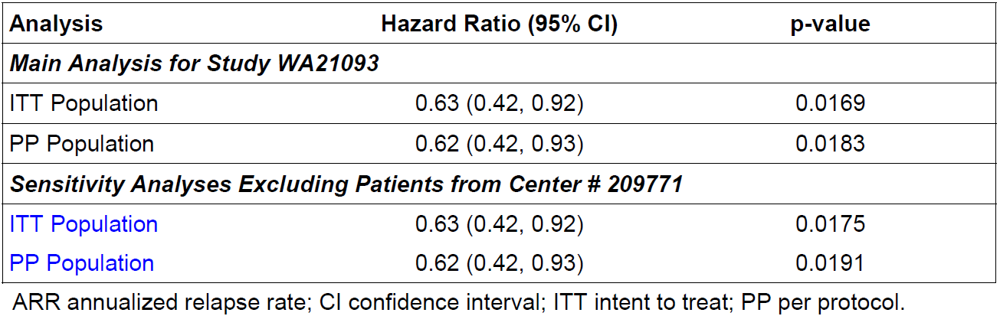 Analysis Hazard Ratio (95% CI) p-value
Main Analysis for Study WA21093
ITT Population 0.63 (0.42, 0.92) 0.0169
PP Population 0.62 (0.42, 0.93) 0.0183
Sensitivity Analyses Excluding Patients from Center # 209771
ITT Population 0.63 (0.42, 0.92) 0.0175
PP Population 0.62 (0.42, 0.93) 0.0191
ARR annualized relapse rate; CI confidence interval; ITT intent to treat; PP per protocol.